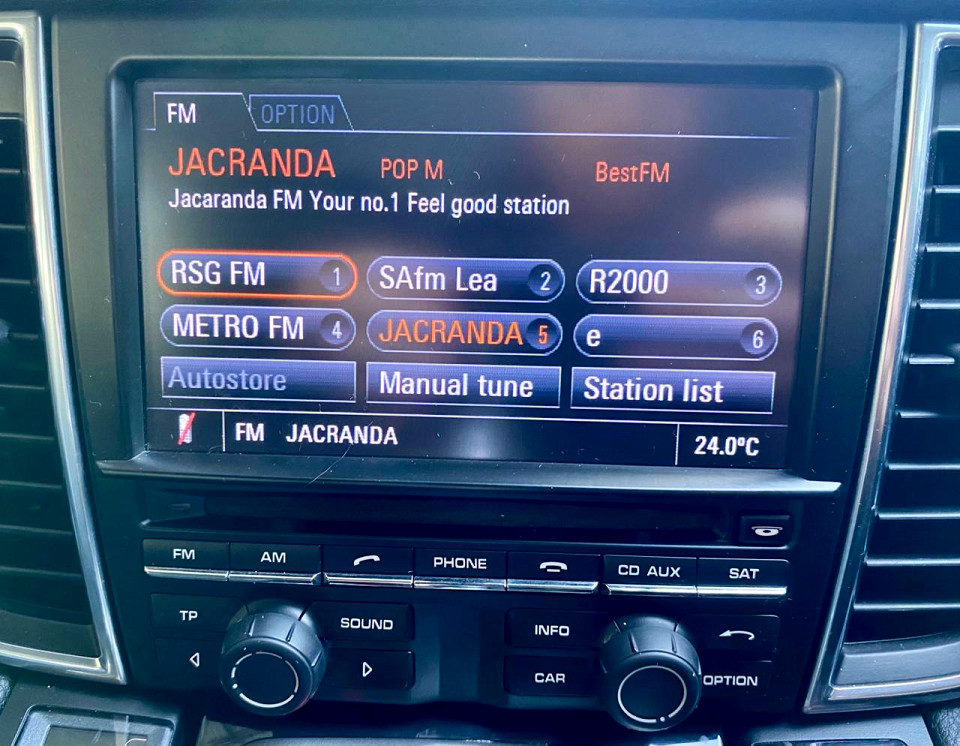 FM OPTION
JACRANDA POP M BestFM
Jacaranda FM Your no.1 Feel good station
RSG FM 1 SAfm Lea 2 R2000 3
METRO FM 4 JACRANDA 5 e 6
Autostore Manual tune Station list
FM JACRANDA 24.0°C
FM AM PHONE CD AUX SAT
TP SOUND INFO
CAR OPTION